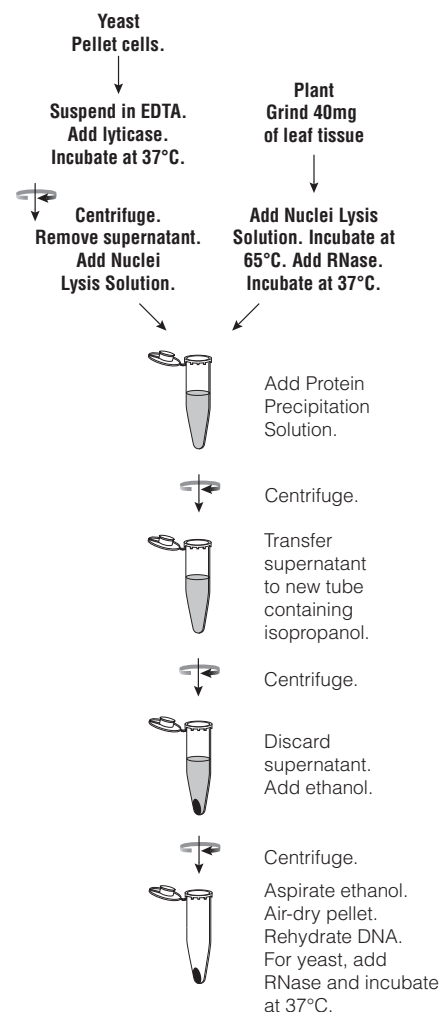 Yeast
Pellet cells.
Suspend in EDTA.
Add lyticase.
Incubate at 37°C.
Centrifuge.
Remove supernatant.
Add Nuclei
Lysis Solution.
Plant
Grind 40mg
of leaf tissue
Add Nuclei Lysis
Solution. Incubate at
65°C. Add RNase.
Incubate at 37°C.
Add Protein
Precipitation
Solution.
Centrifuge.
Transfer
supernatant
to new tube
containing
isopropanol.
Centrifuge.
Discard
supernatant.
Add ethanol.
Centrifuge.
Aspirate ethanol.
Air-dry pellet.
Rehydrate DNA.
For yeast, add
RNase and incubate
at 37°C.